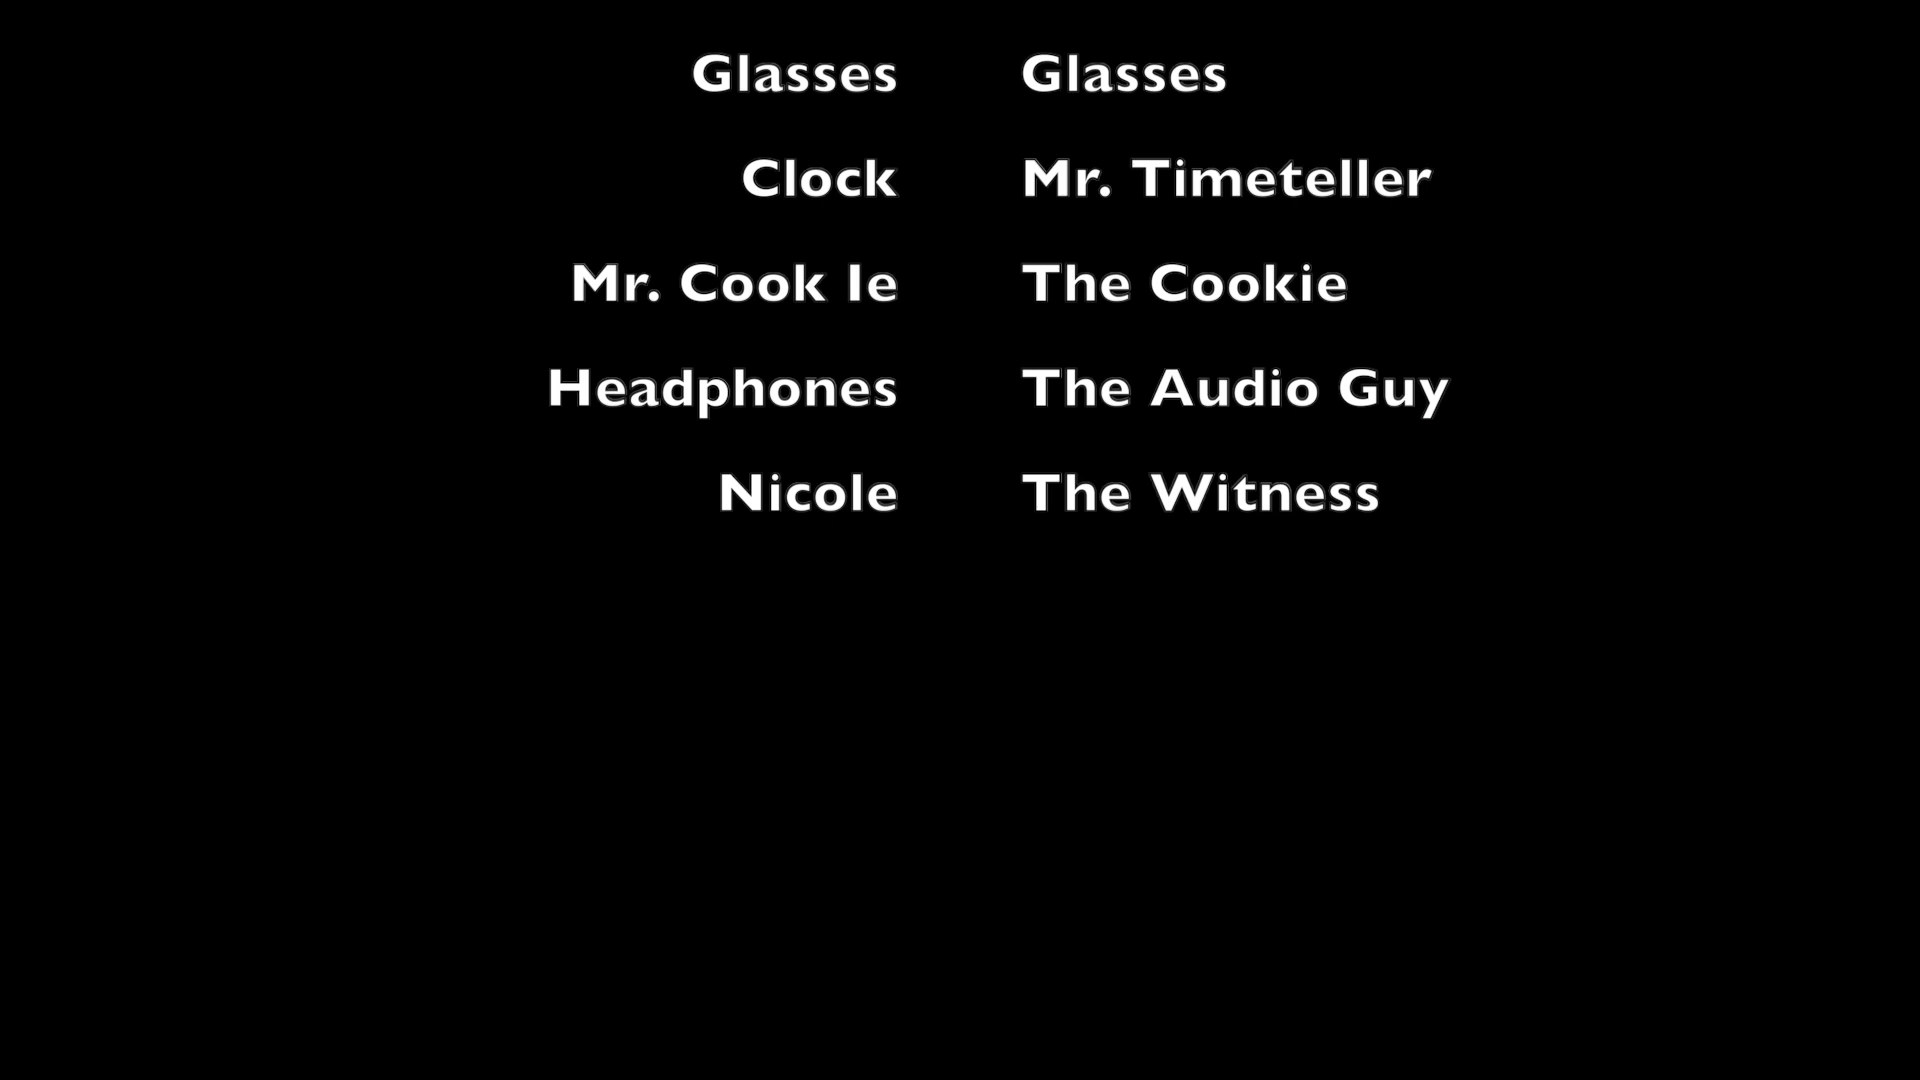 Glasses Glasses
Clock Mr. Timeteller
Mr. Cook Ie The Cookie
Headphones The Audio Guy
Nicole The Witness